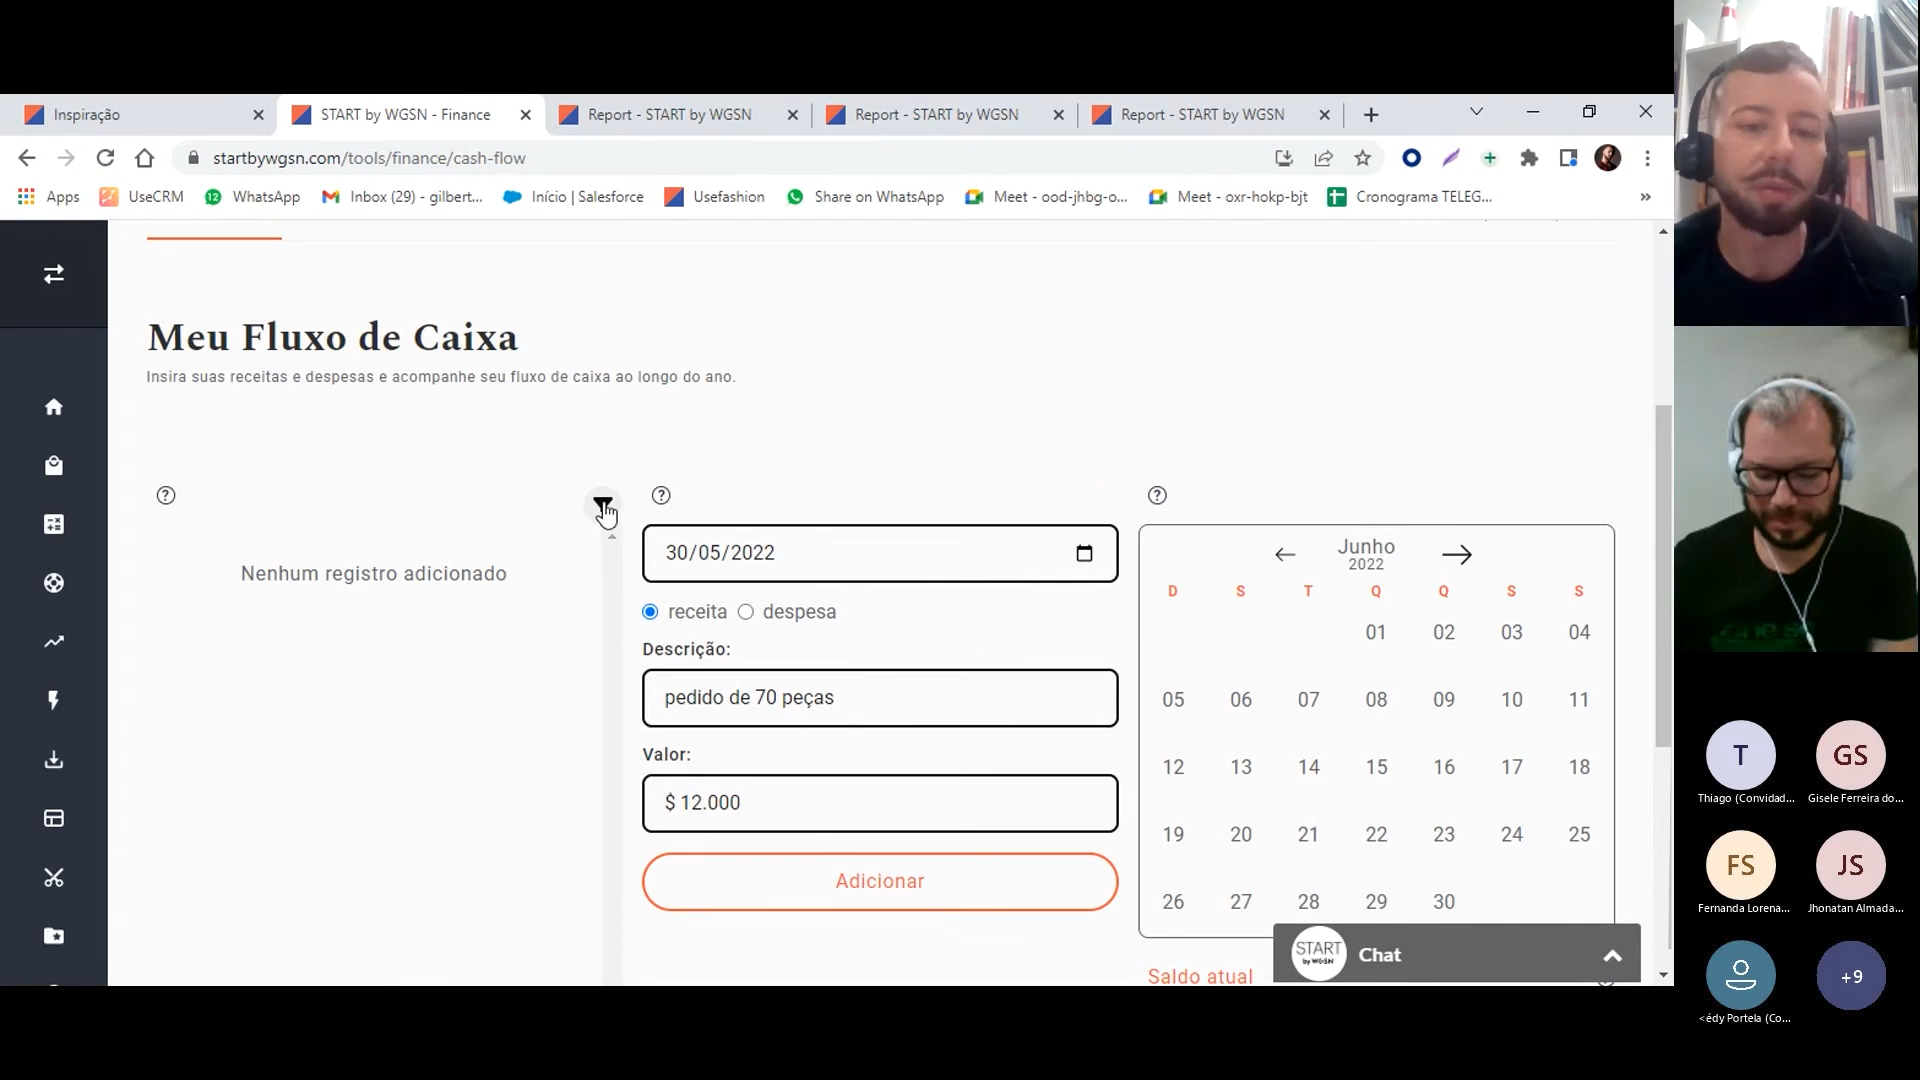 Inspiração
START by WGSN - Finance
Report - START by WGSN
Report - START by WGSN
Report - START by WGSN
startbywgsn.com/tools/finance/cash-flow
Apps
UseCRM
12
WhatsApp
Inbox (29) - gilbert...
Início | Salesforce
Usefashion
Share on WhatsApp
Meet - ood-jhbg-o...
Meet - oxr-hokp-bjt
Cronograma TELEG...
»
Meu Fluxo de Caixa
Insira suas receitas e despesas e acompanhe seu fluxo de caixa ao longo do ano.
?
?
?
Nenhum registro adicionado
30/05/2022
receita
despesa
Descrição:
pedido de 70 peças
Valor:
$ 12.000
Adicionar
Junho
2022
D S T Q Q S S
01 02 03 04
05 06 07 08 09 10 11
12 13 14 15 16 17 18
19 20 21 22 23 24 25
26 27 28 29 30
Saldo atual
START
by WGSN
Chat
T
Thiago (Convidad...
GS
Gisele Ferreira do...
FS
Fernanda Lorena...
JS
Jhonatan Almada...
<édy Portela (Co...
+9